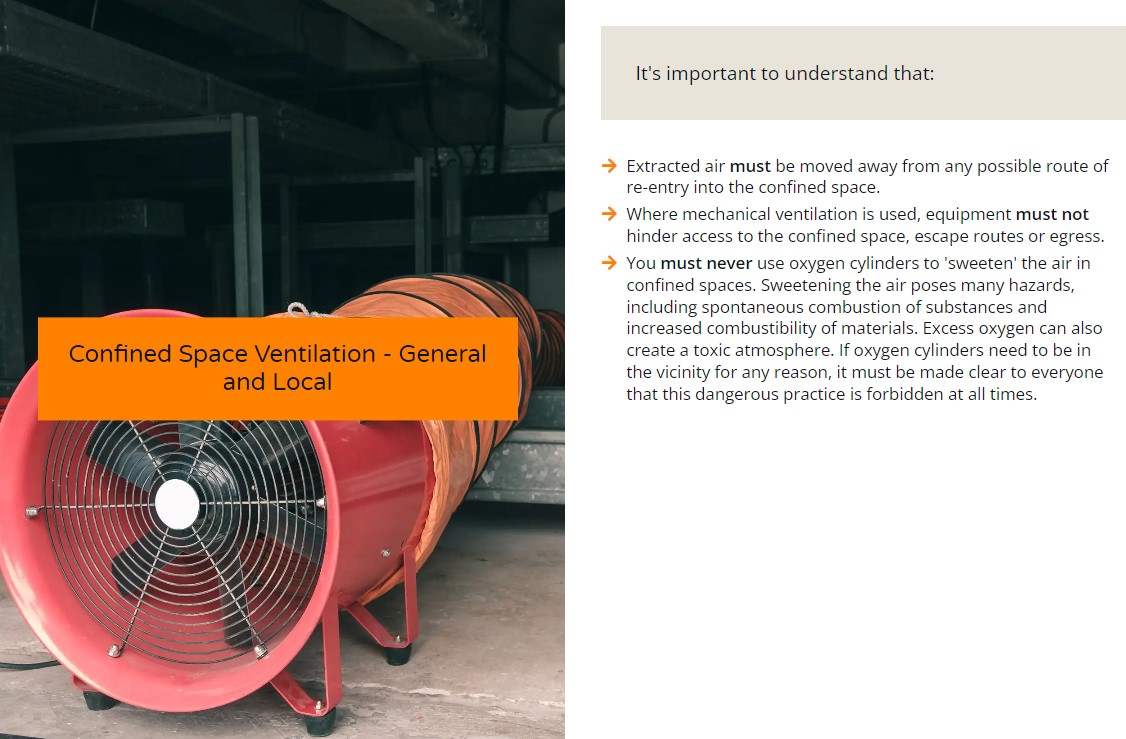 Confined Space Ventilation - General
and Local
It's important to understand that:
Extracted air must be moved away from any possible route of
re-entry into the confined space.
Where mechanical ventilation is used, equipment must not
hinder access to the confined space, escape routes or egress.
You must never use oxygen cylinders to 'sweeten' the air in
confined spaces. Sweetening the air poses many hazards,
including spontaneous combustion of substances and
increased combustibility of materials. Excess oxygen can also
create a toxic atmosphere. If oxygen cylinders need to be in
the vicinity for any reason, it must be made clear to everyone
that this dangerous practice is forbidden at all times.